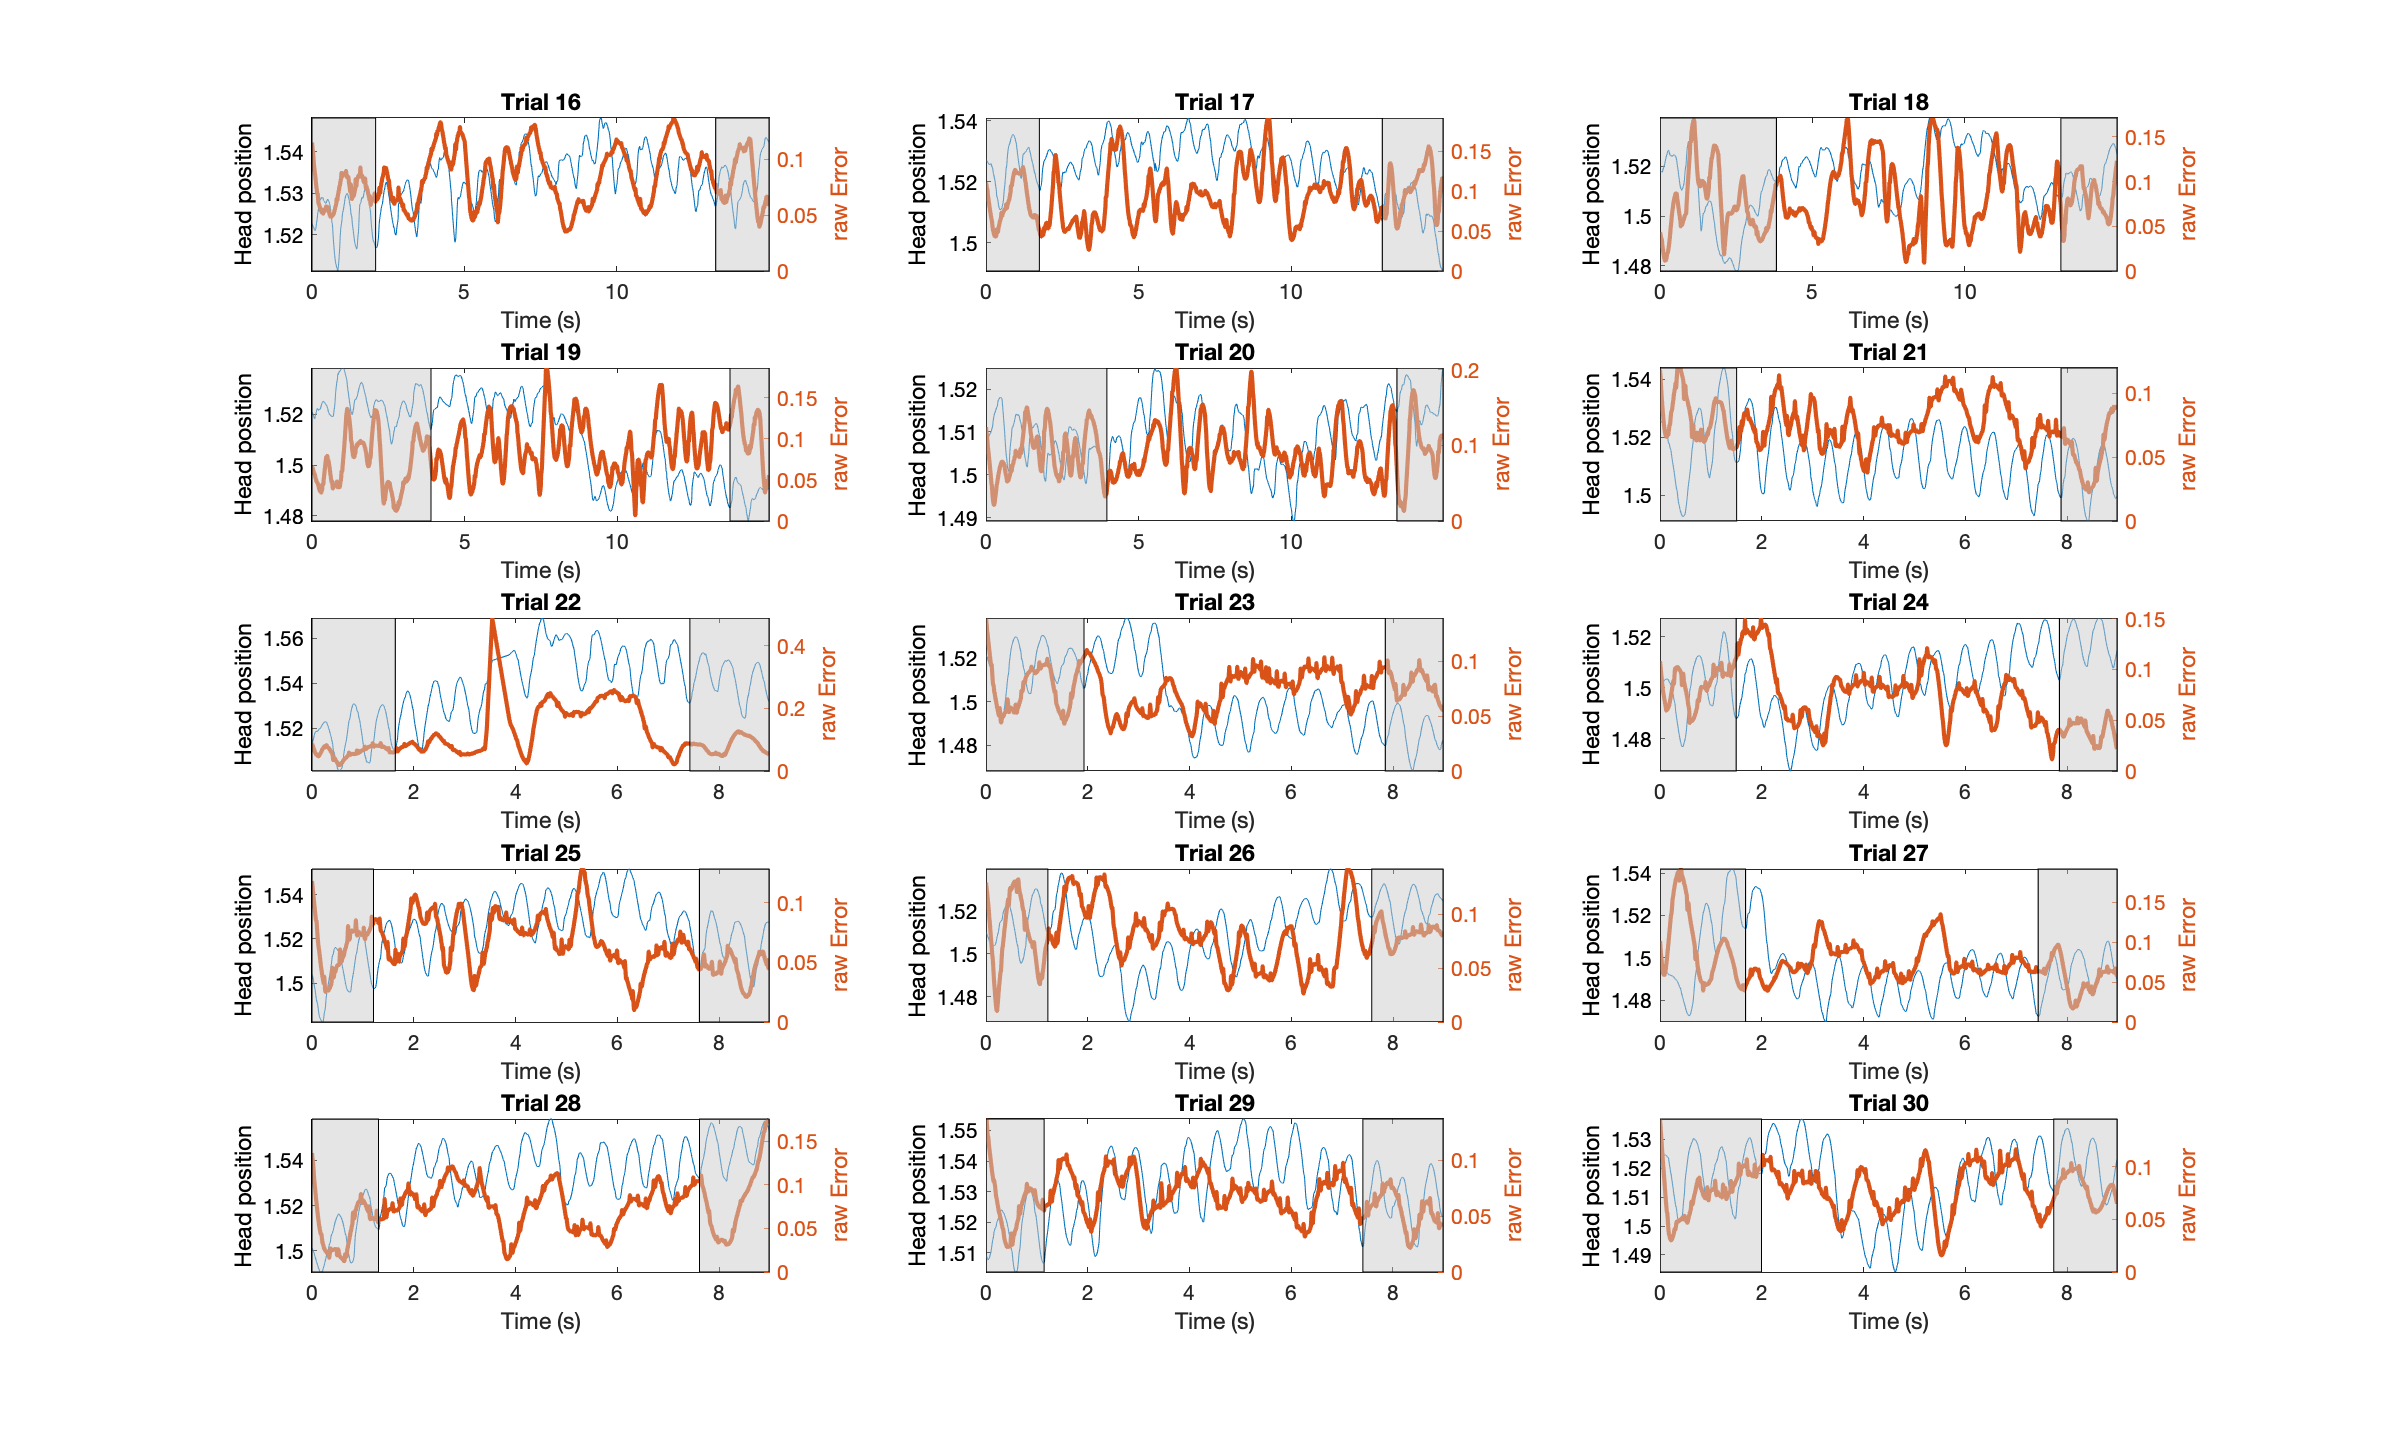 Trial 16
Head position
1.54
1.53
1.52
0.1
0.05
0
raw Error
0 5 10
Time (s)
Trial 17
Head position
1.54
1.52
1.5
0.15
0.1
0.05
0
raw Error
0 5 10
Time (s)
Trial 18
Head position
1.52
1.5
1.48
0.15
0.1
0.05
0
raw Error
0 5 10
Time (s)
Trial 19
Head position
1.52
1.5
1.48
0.15
0.1
0.05
0
raw Error
0 5 10
Time (s)
Trial 20
Head position
1.52
1.51
1.5
1.49
0.2
0.1
0
raw Error
0 5 10
Time (s)
Trial 21
Head position
1.54
1.52
1.5
0.1
0.05
0
raw Error
0 2 4 6 8
Time (s)
Trial 22
Head position
1.56
1.54
1.52
0.4
0.2
0
raw Error
0 2 4 6 8
Time (s)
Trial 23
Head position
1.52
1.5
1.48
0.1
0.05
0
raw Error
0 2 4 6 8
Time (s)
Trial 24
Head position
1.52
1.5
1.48
0.15
0.1
0.05
0
raw Error
0 2 4 6 8
Time (s)
Trial 25
Head position
1.54
1.52
1.5
0.1
0.05
0
raw Error
0 2 4 6 8
Time (s)
Trial 26
Head position
1.52
1.5
1.48
0.1
0.05
0
raw Error
0 2 4 6 8
Time (s)
Trial 27
Head position
1.54
1.52
1.5
1.48
0.15
0.1
0.05
0
raw Error
0 2 4 6 8
Time (s)
Trial 28
Head position
1.54
1.52
1.5
0.15
0.1
0.05
0
raw Error
0 2 4 6 8
Time (s)
Trial 29
Head position
1.55
1.54
1.53
1.52
1.51
0.1
0.05
0
raw Error
0 2 4 6 8
Time (s)
Trial 30
Head position
1.53
1.52
1.51
1.5
1.49
0.1
0.05
0
raw Error
0 2 4 6 8
Time (s)